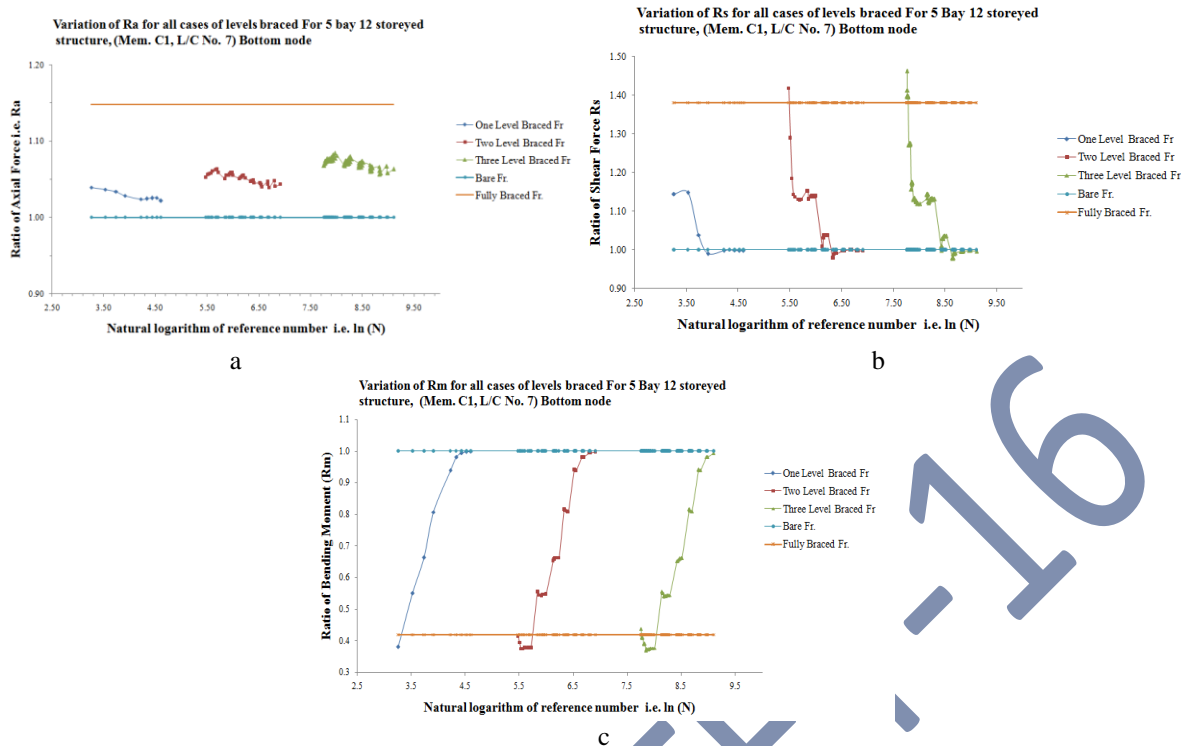 Variation of Ra for all cases of levels braced For 5 Bay 12 storeyed
structure, (Mem. C1, L/C No. 7) Bottom node
Ratio of Axial Force i.e. Ra
1.20
1.10
1.00
0.90
2.50 3.50 4.50 5.50 6.50 7.50 8.50 9.50
Natural logarithm of reference number i.e. ln (N)
One Level Braced Fr
Two Level Braced Fr
Three Level Braced Fr
Bare Fr.
Fully Braced Fr.
a
Variation of Rs for all cases of levels braced For 5 Bay 12 storeyed
structure, (Mem. C1, L/C No. 7) Bottom node
Ratio of Shear Force Rs
1.50
1.40
1.30
1.20
1.10
1.00
0.90
2.50 3.50 4.50 5.50 6.50 7.50 8.50 9.50
Natural logarithm of reference number i.e. ln (N)
One Level Braced Fr
Two Level Braced Fr
Three Level Braced Fr
Bare Fr.
Fully Braced Fr.
b
Variation of Rm for all cases of levels braced For 5 Bay 12 storeyed
structure, (Mem. C1, L/C No. 7) Bottom node
Ratio of Bending Moment (Rm)
1.1
1.0
0.9
0.8
0.7
0.6
0.5
0.4
0.3
2.5 3.5 4.5 5.5 6.5 7.5 8.5 9.5
Natural logarithm of reference number i.e. ln (N)
One Level Braced Fr
Two Level Braced Fr
Three Level Braced Fr
Bare Fr.
Fully Braced Fr.
c
-16